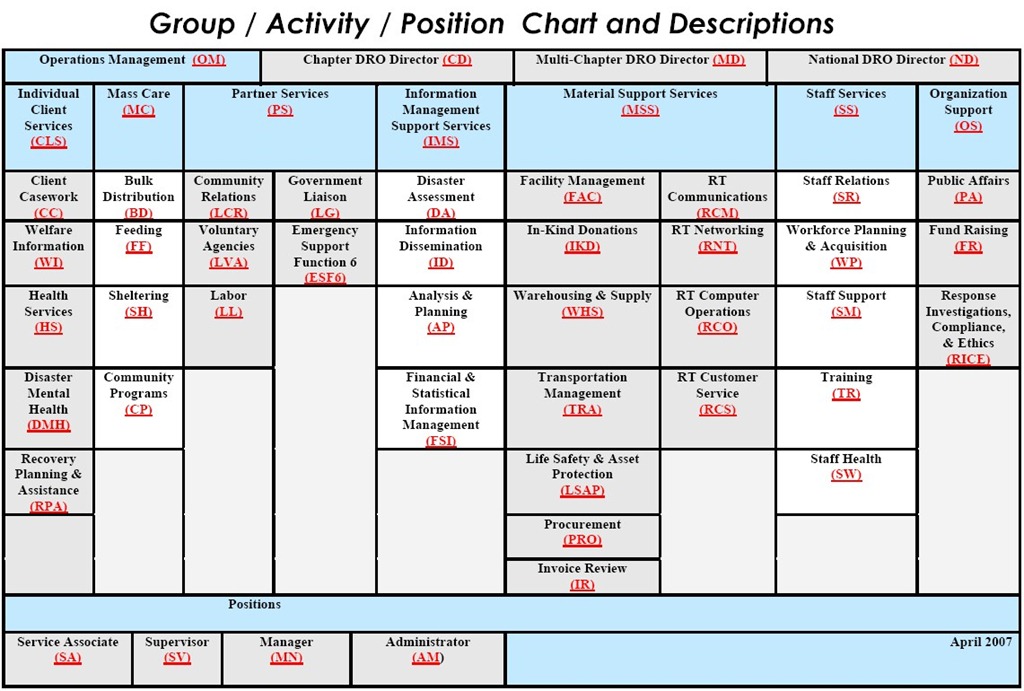 Group / Activity / Position Chart and Descriptions
Operations Management (OM)
Chapter DRO Director (CD)
Multi-Chapter DRO Director (MD)
National DRO Director (ND)
Individual
Client
Services
(CLS)
Mass Care
(MC)
Partner Services
(PS)
Information
Management
Support Services
(IMS)
Material Support Services
(MSS)
Staff Services
(SS)
Organization
Support
(OS)
Client
Casework
(CC)
Bulk
Distribution
(BD)
Community
Relations
(LCR)
Government
Liaison
(LG)
Disaster
Assessment
(DA)
Facility Management
(FAC)
RT
Communications
(RCM)
Staff Relations
(SR)
Public Affairs
(PA)
Welfare
Information
(WI)
Feeding
(FF)
Voluntary
Agencies
(LVA)
Emergency
Support
Function 6
(ESF6)
Information
Dissemination
(ID)
In-Kind Donations
(IKD)
RT Networking
(RNT)
Workforce Planning
& Acquisition
(WP)
Fund Raising
(FR)
Health
Services
(HS)
Sheltering
(SH)
Labor
(LL)
Analysis &
Planning
(AP)
Warehousing & Supply
(WHS)
RT Computer
Operations
(RCO)
Staff Support
(SM)
Response
Investigations,
Compliance,
& Ethics
(RICE)
Disaster
Mental
Health
(DMH)
Community
Programs
(CP)
Financial &
Statistical
Information
Management
(FSI)
Transportation
Management
(TRA)
RT Customer
Service
(RCS)
Training
(TR)
Recovery
Planning &
Assistance
(RPA)
Life Safety & Asset
Protection
(LSAP)
Staff Health
(SW)
Procurement
(PRO)
Invoice Review
(IR)
Positions
Service Associate
(SA)
Supervisor
(SV)
Manager
(MN)
Administrator
(AM)
April 2007